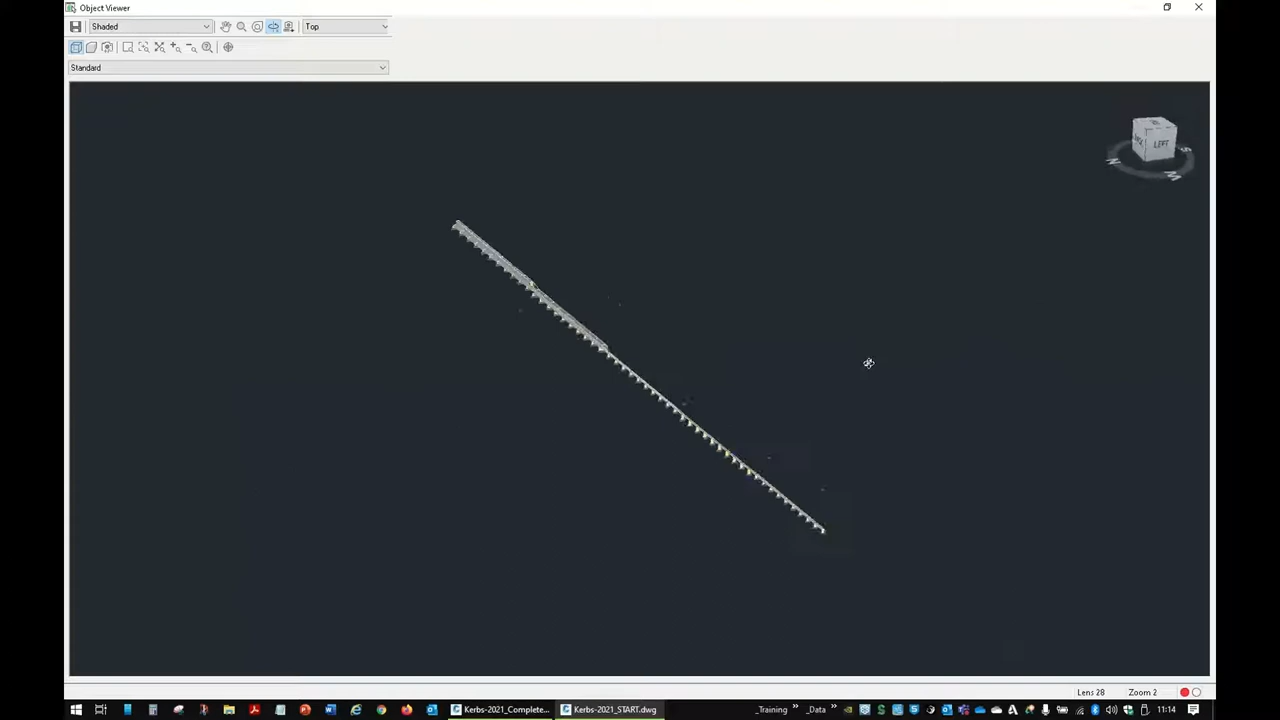 Object Viewer
Shaded
Top
Standard
LEFT
N
Lens 28
Zoom 2
Kerbs-2021_Complete...
Kerbs-2021_START.dwg
_Training
_Data
11:14